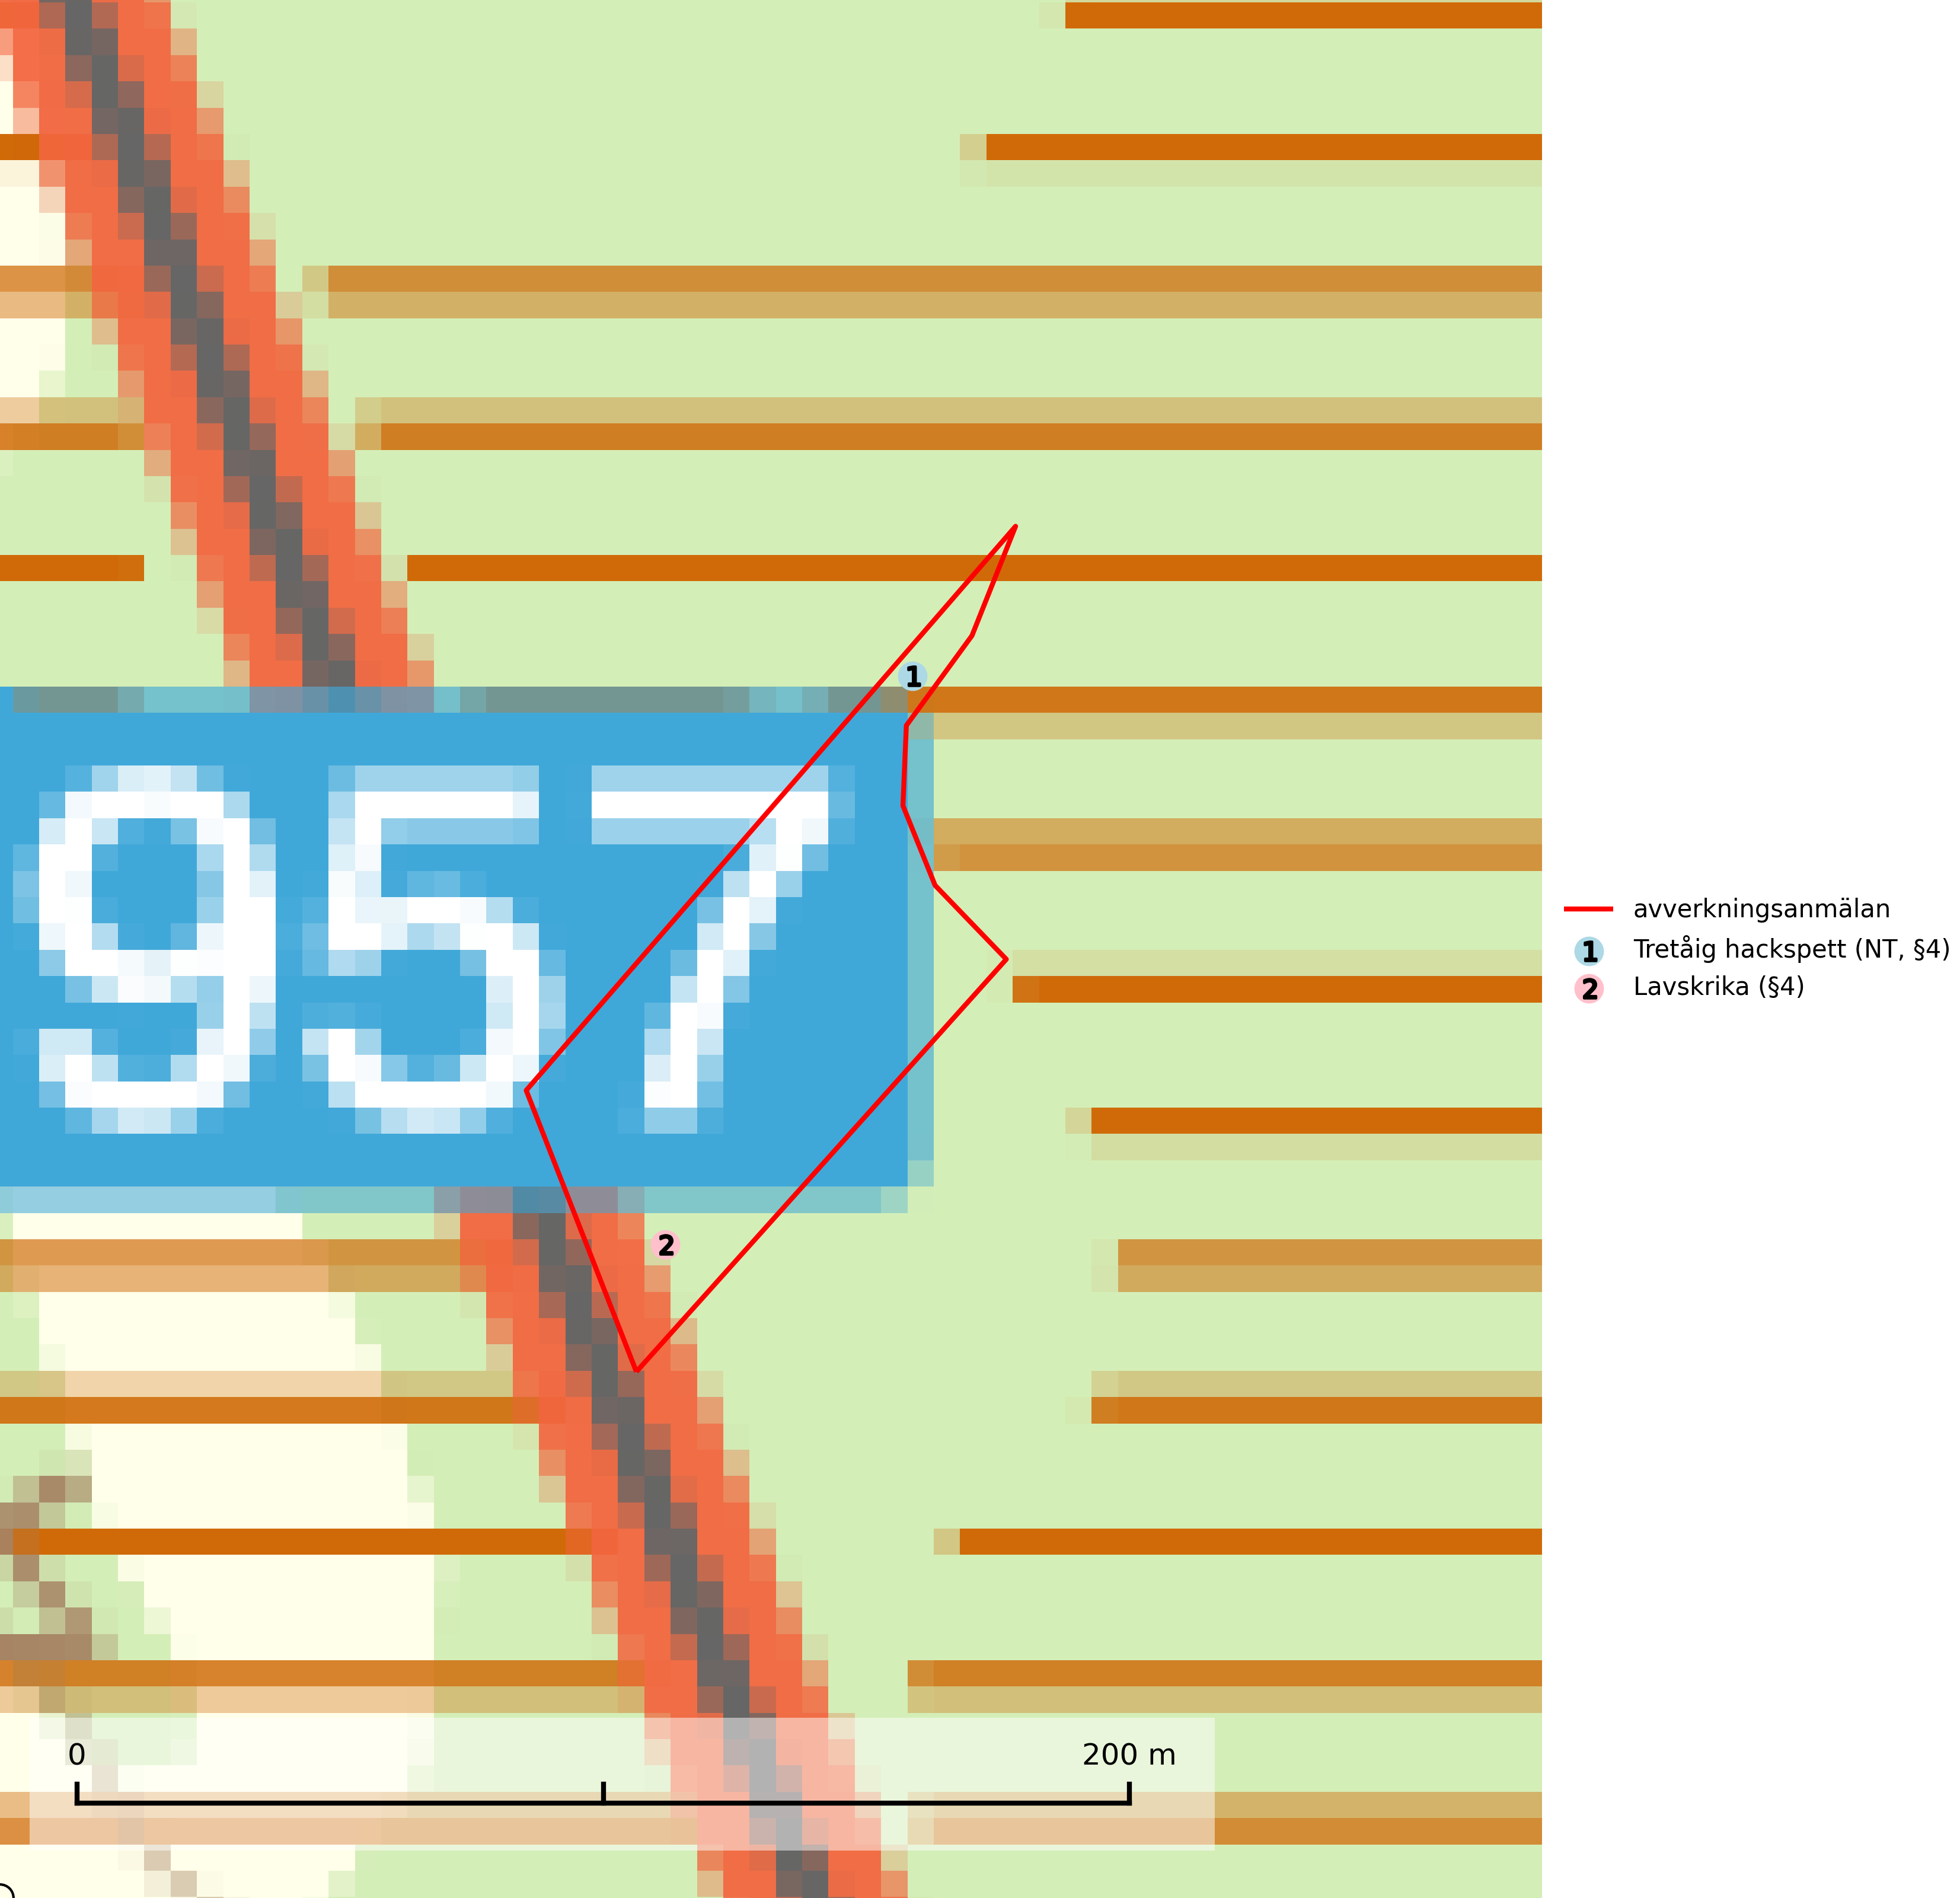 957
1
2
avverkningsanmälan
1 Tretåig hackspett (NT, §4)
2 Lavskrika (§4)
0 200 m